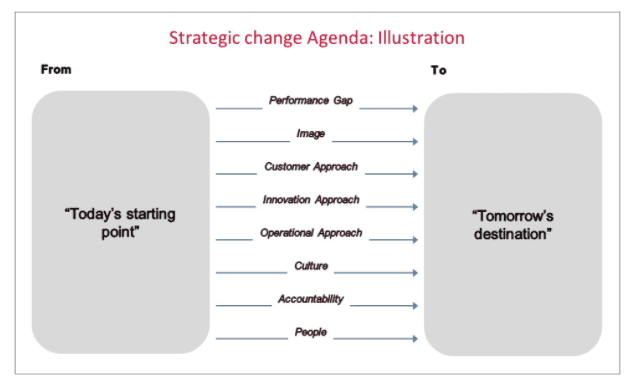 Strategic change Agenda: Illustration
From
To
"Today's starting
point"
Performance Gap
Image
Customer Approach
Innovation Approach
Operational Approach
Culture
Accountability
People
"Tomorrow's
destination"